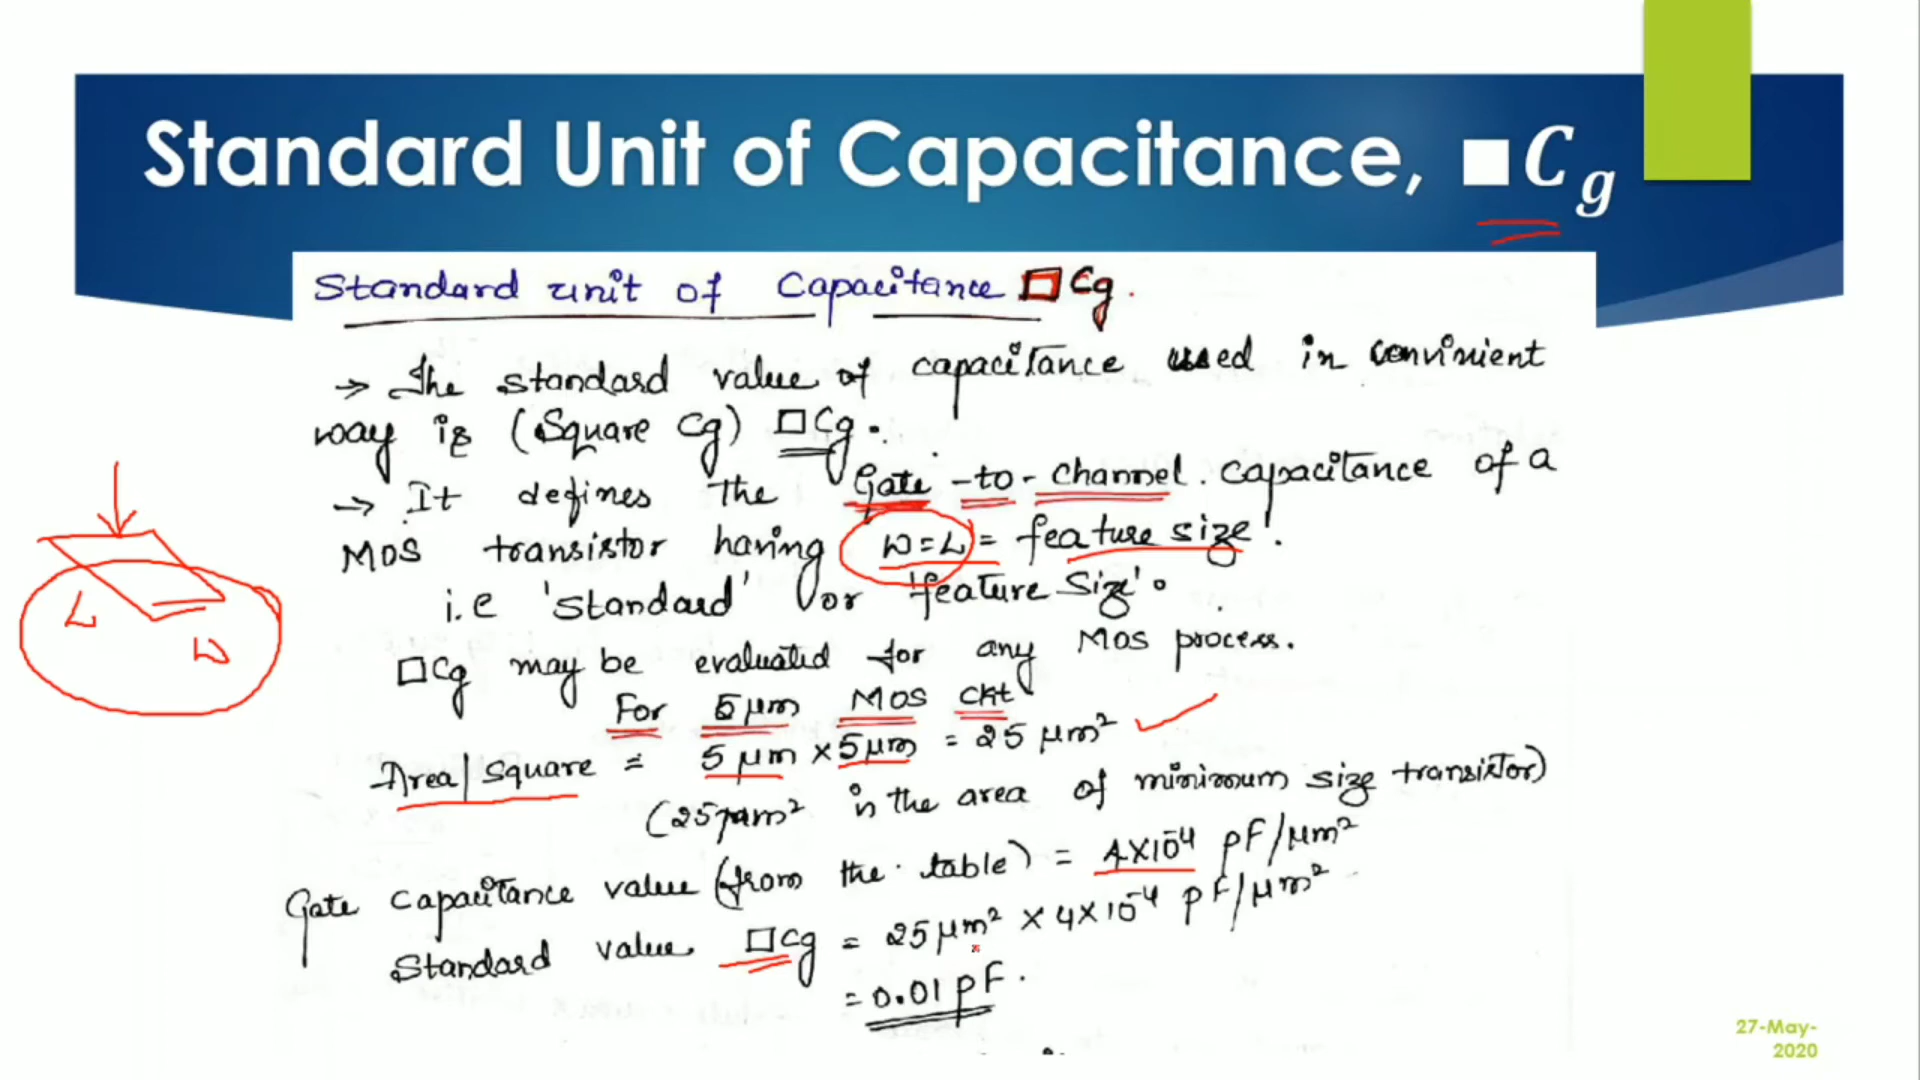 Standard Unit of Capacitance, ■Cg
Standard unit of Capacitance □Cg.
→ The standard value of capacitance used in convinient
way is (Square Cg) □Cg.
→ It defines the Gate-to-channel capacitance of a
MOS transistor having W=L = feature size.
i.e 'standard' or 'feature size'.
□Cg may be evaluated for any MOS process.
For 5μm MOS ckt
Area/square = 5μm × 5μm = 25 μm²
(25μm² is the area of minimum size transistor)
Gate capacitance value (from the table) = 4×10⁻⁴ pF/μm²
Standard value □Cg = 25μm² × 4×10⁻⁴ pF/μm²
= 0.01 pF.
L
W
27-May-
2020